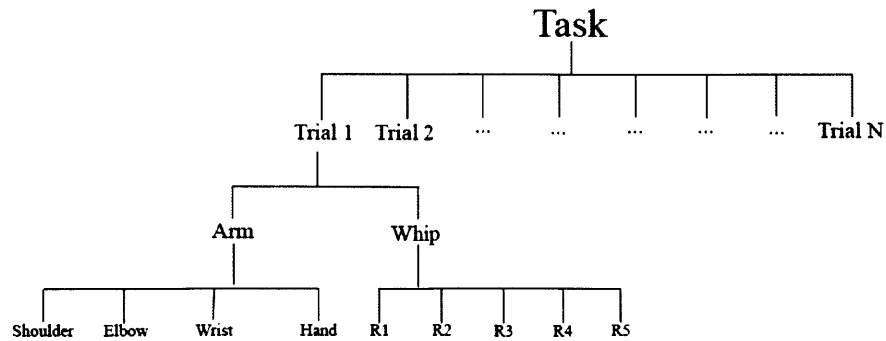 Task
Trial 1 Trial 2 ... ... ... ... ... Trial N
Arm Whip
Shoulder Elbow Wrist Hand R1 R2 R3 R4 R5